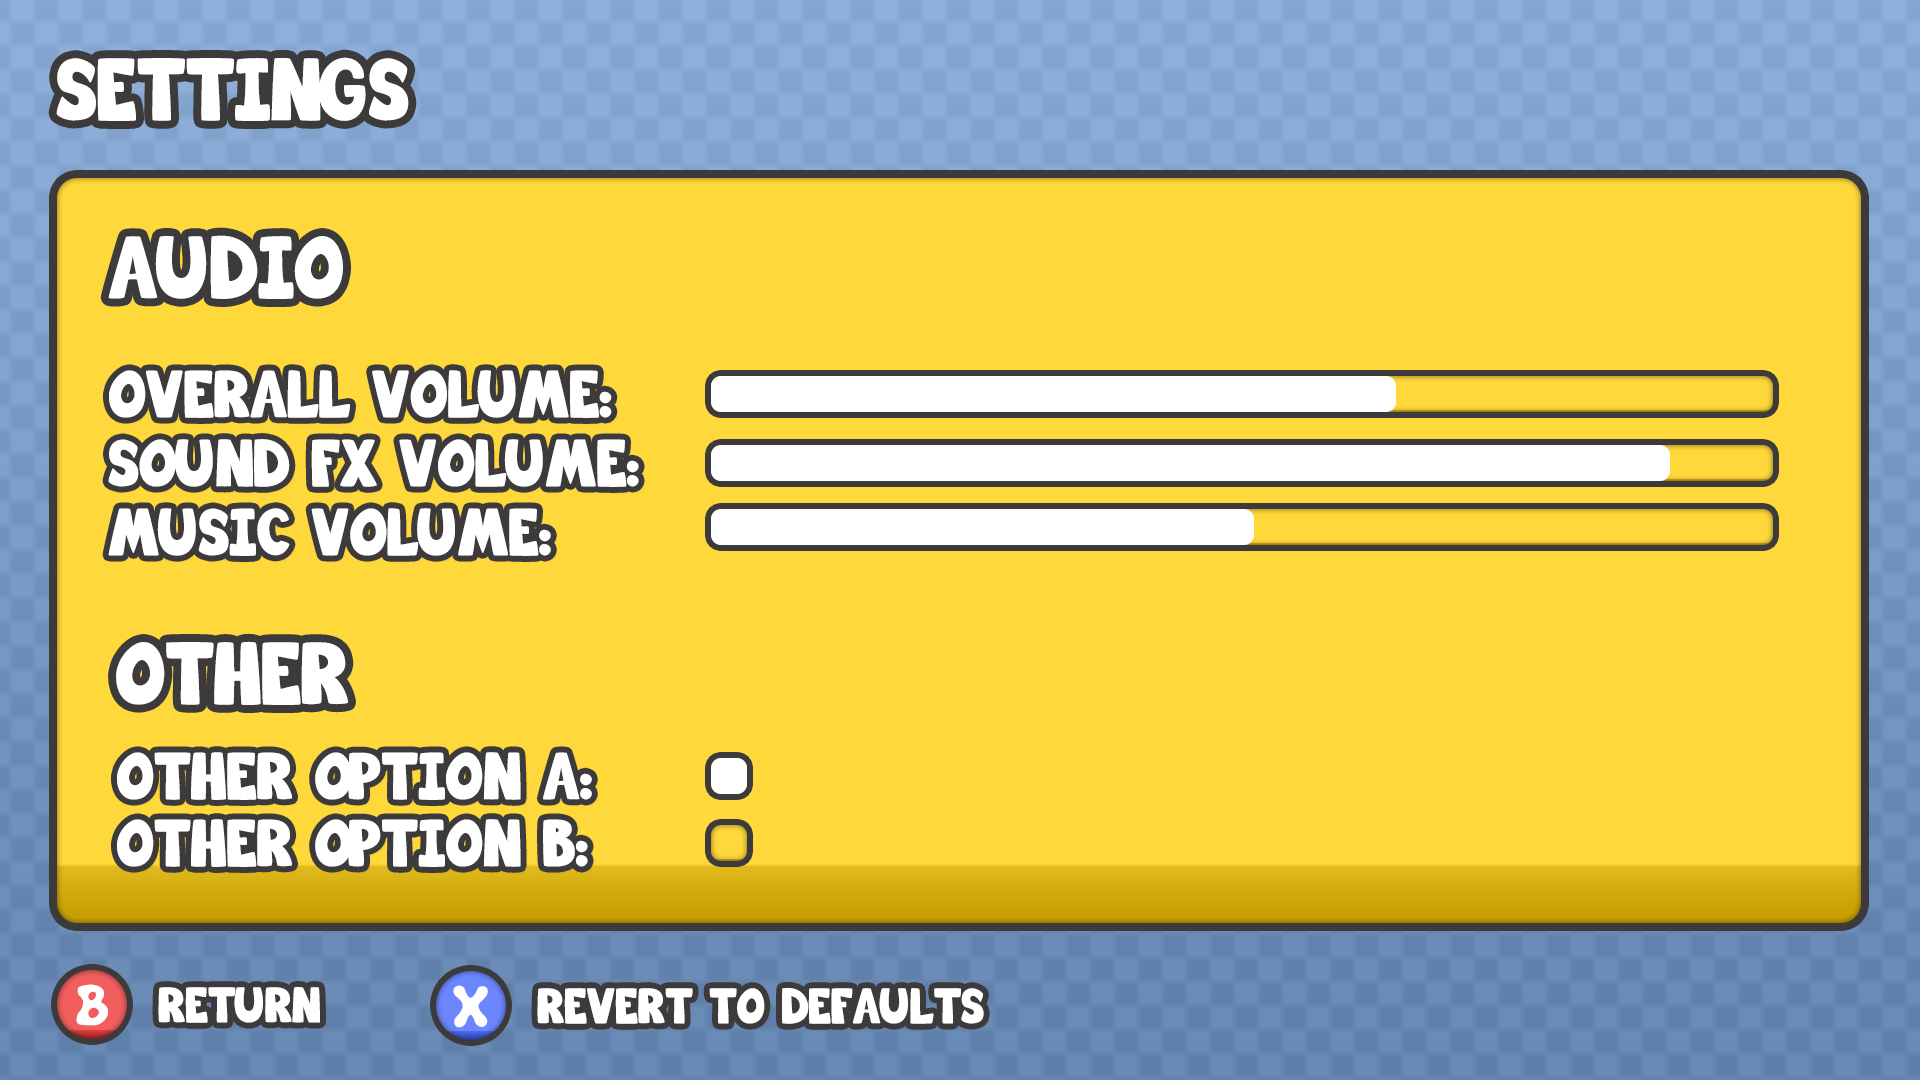 SETTINGS
AUDIO
OVERALL VOLUME:
SOUND FX VOLUME:
MUSIC VOLUME:
OTHER
OTHER OPTION A:
OTHER OPTION B:
B RETURN X REVERT TO DEFAULTS